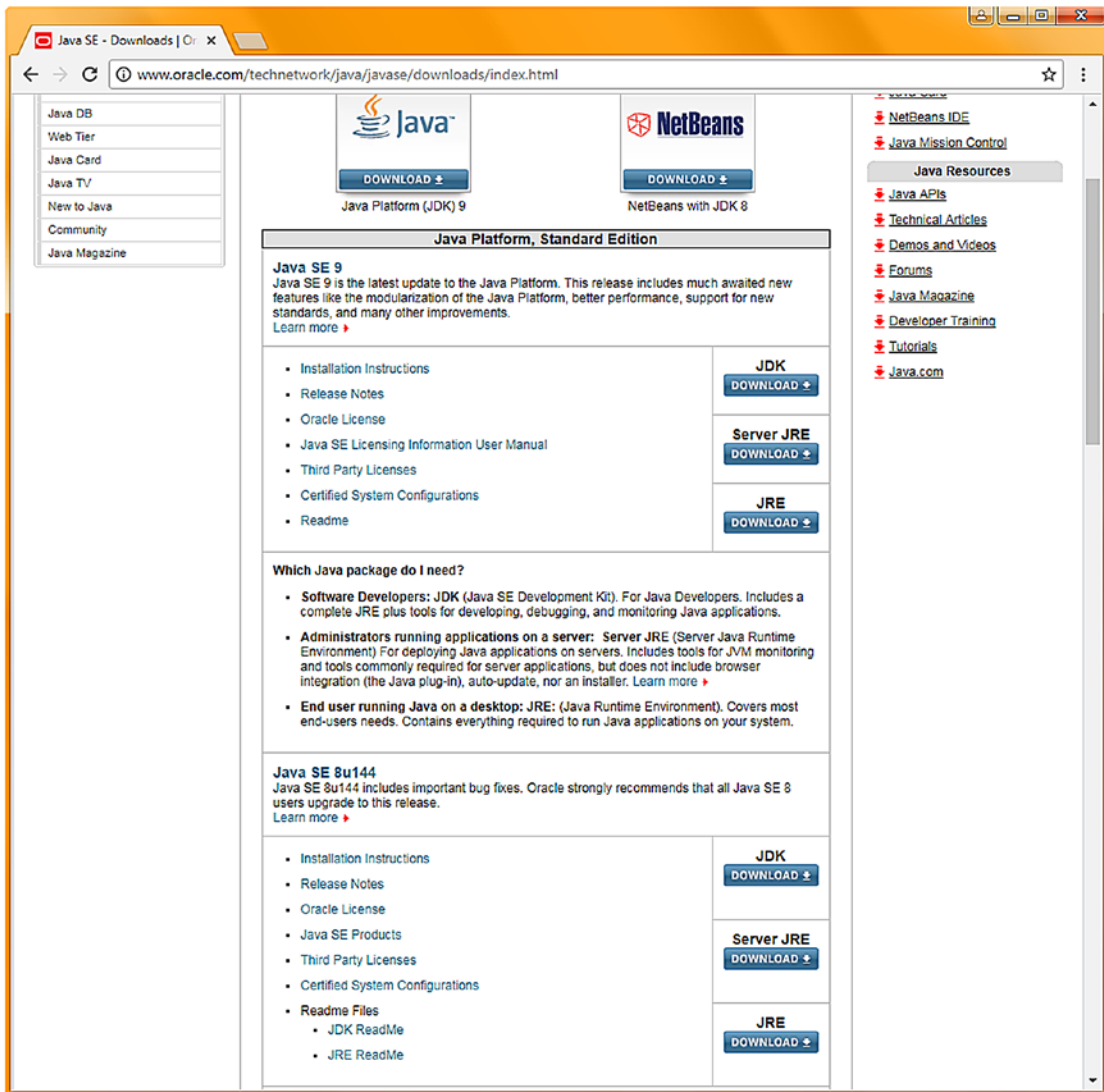 Java SE - Downloads | Or
www.oracle.com/technetwork/java/javase/downloads/index.html
Java DB
Web Tier
Java Card
Java TV
New to Java
Community
Java Magazine
Java
DOWNLOAD
Java Platform (JDK) 9
NetBeans
DOWNLOAD
NetBeans with JDK 8
Java Platform, Standard Edition
Java SE 9
Java SE 9 is the latest update to the Java Platform. This release includes much awaited new
features like the modularization of the Java Platform, better performance, support for new
standards, and many other improvements.
Learn more
Installation Instructions
Release Notes
Oracle License
Java SE Licensing Information User Manual
Third Party Licenses
Certified System Configurations
Readme
JDK
DOWNLOAD
Server JRE
DOWNLOAD
JRE
DOWNLOAD
Which Java package do I need?
Software Developers: JDK (Java SE Development Kit). For Java Developers. Includes a
complete JRE plus tools for developing, debugging, and monitoring Java applications.
Administrators running applications on a server: Server JRE (Server Java Runtime
Environment) For deploying Java applications on servers. Includes tools for JVM monitoring
and tools commonly required for server applications, but does not include browser
integration (the Java plug-in), auto-update, nor an installer. Learn more
End user running Java on a desktop: JRE: (Java Runtime Environment). Covers most
end-users needs. Contains everything required to run Java applications on your system.
Java SE 8u144
Java SE 8u144 includes important bug fixes. Oracle strongly recommends that all Java SE 8
users upgrade to this release.
Learn more
Installation Instructions
Release Notes
Oracle License
Java SE Products
Third Party Licenses
Certified System Configurations
Readme Files
JDK ReadMe
JRE ReadMe
JDK
DOWNLOAD
Server JRE
DOWNLOAD
JRE
DOWNLOAD
Java Card
NetBeans IDE
Java Mission Control
Java Resources
Java APIs
Technical Articles
Demos and Videos
Forums
Java Magazine
Developer Training
Tutorials
Java.com